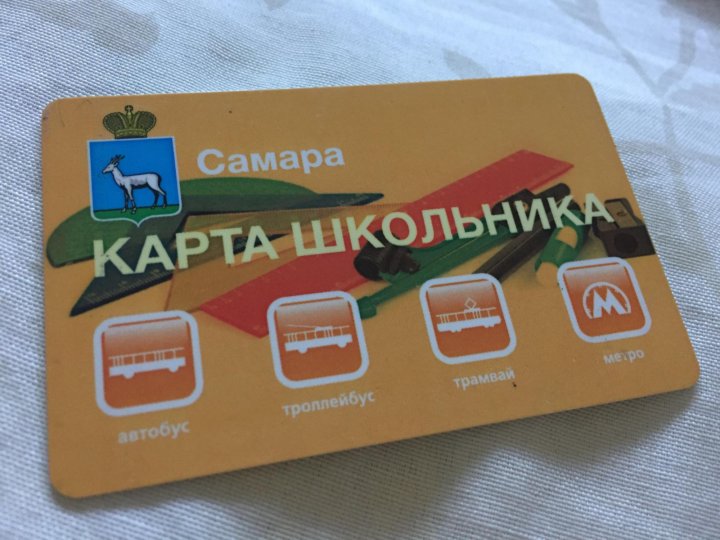 Самара
КАРТА ШКОЛЬНИКА
автобус
троллейбус
трамвай
метро